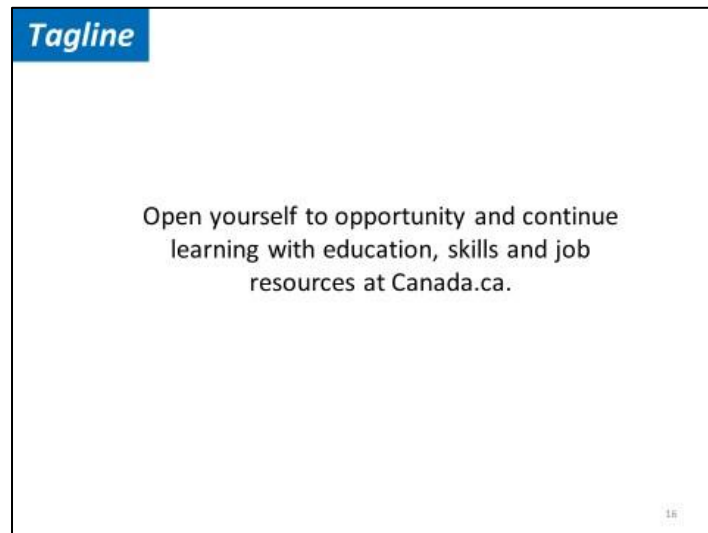 Tagline
Open yourself to opportunity and continue
learning with education, skills and job
resources at Canada.ca.
16